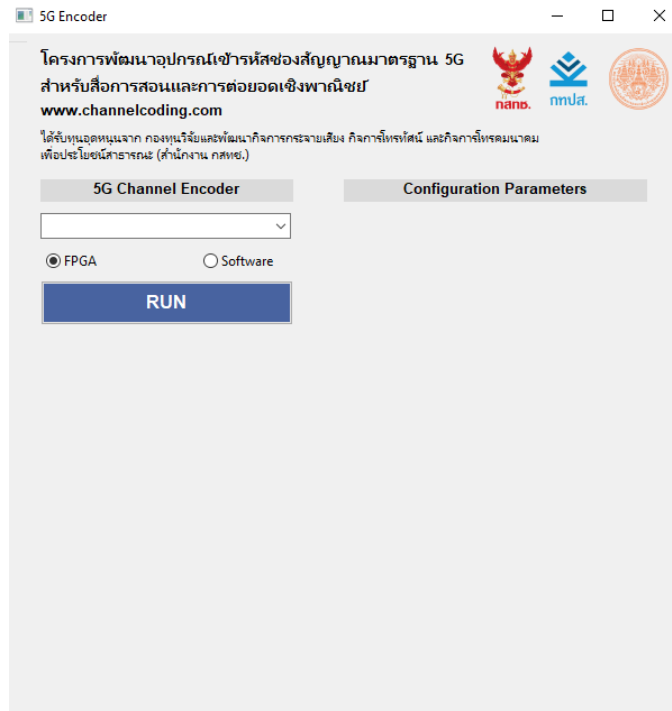 5G Encoder
โครงการพัฒนาอุปกรณ์เข้ารหัสช่องสัญญาณมาตรฐาน 5G
สำหรับสื่อการสอนและการต่อยอดเชิงพาณิชย์
www.channelcoding.com
กสทช.
กทปส.
ได้รับทุนอุดหนุนจาก กองทุนวิจัยและพัฒนากิจการกระจายเสียง กิจการโทรทัศน์ และกิจการโทรคมนาคม
เพื่อประโยชน์สาธารณะ (สำนักงาน กสทช.)
5G Channel Encoder
Configuration Parameters
FPGA
Software
RUN